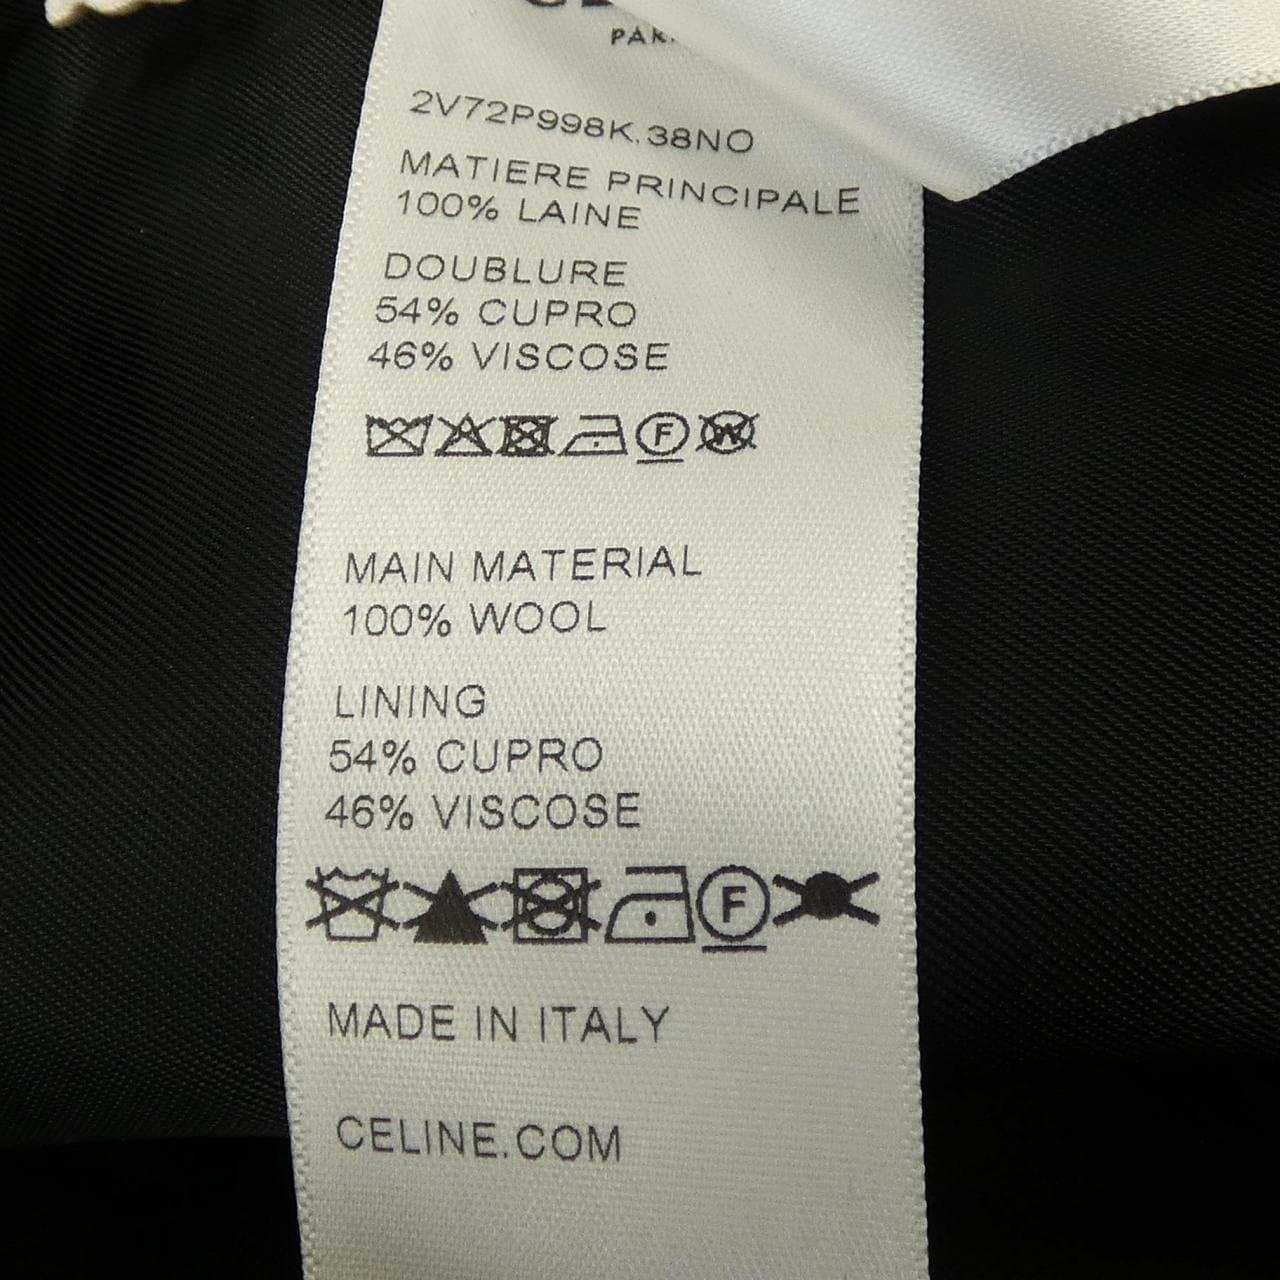 2V72P998K.38NO
MATIERE PRINCIPALE
100% LAINE
DOUBLURE
54% CUPRO
46% VISCOSE
F W
MAIN MATERIAL
100% WOOL
LINING
54% CUPRO
46% VISCOSE
F
MADE IN ITALY
CELINE.COM